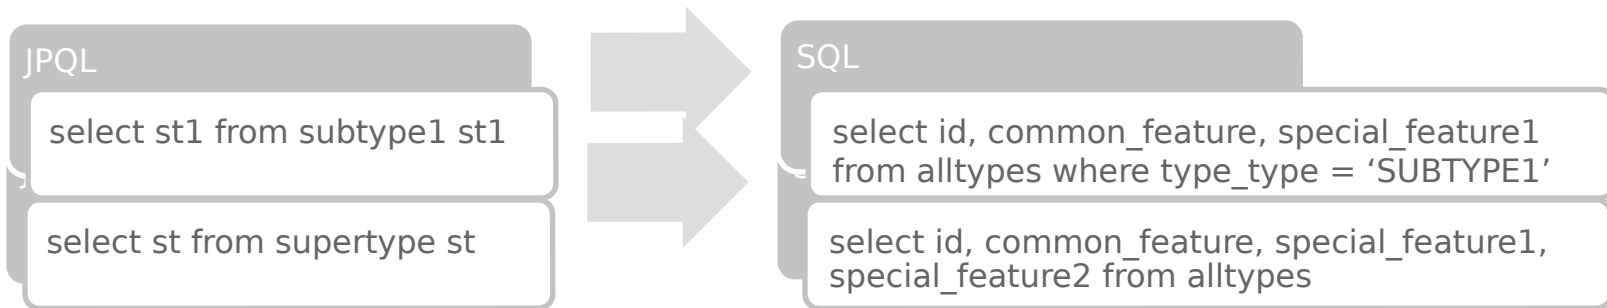 JPQL
select st1 from subtype1 st1
select st from supertype st
SQL
select id, common_feature, special_feature1
from alltypes where type_type = ‘SUBTYPE1’
select id, common_feature, special_feature1,
special_feature2 from alltypes